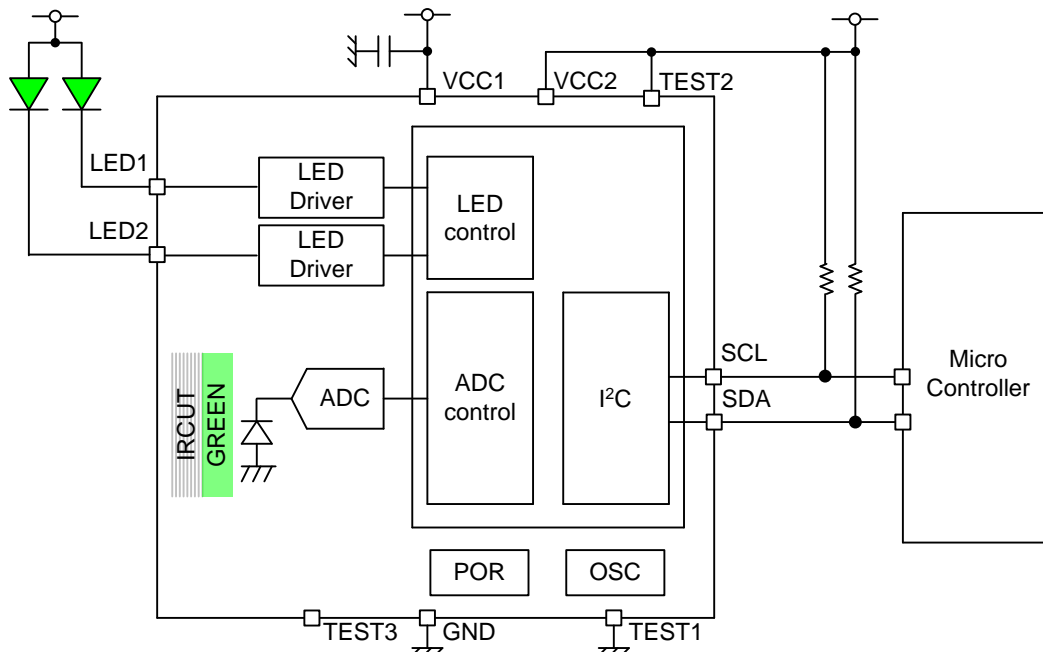 VCC1
VCC2
TEST2
LED1
LED
Driver
LED
control
LED2
LED
Driver
IRCUT
GREEN
ADC
ADC
control
I²C
SCL
SDA
Micro
Controller
POR
OSC
TEST3
GND
TEST1